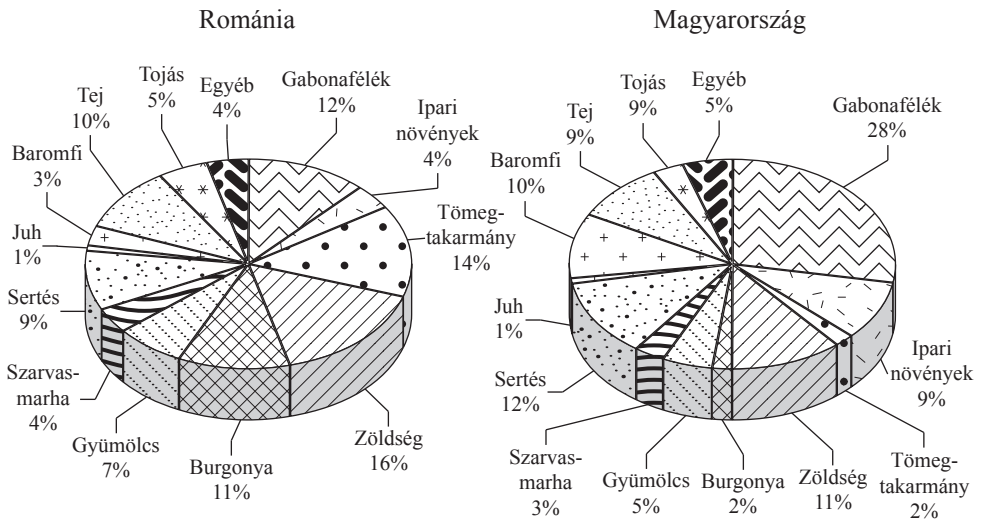 Románia
Gabonafélék
12%
Ipari
növények
4%
Tömeg-
takarmány
14%
Zöldség
16%
Burgonya
11%
Gyümölcs
7%
Szarvas-
marha
4%
Sertés
9%
Juh
1%
Baromfi
3%
Tej
10%
Tojás
5%
Egyéb
4%
Magyarország
Gabonafélék
28%
Ipari
növények
9%
Tömeg-
takarmány
2%
Zöldség
11%
Burgonya
2%
Gyümölcs
5%
Szarvas-
marha
3%
Sertés
12%
Juh
1%
Baromfi
10%
Tej
9%
Tojás
9%
Egyéb
5%